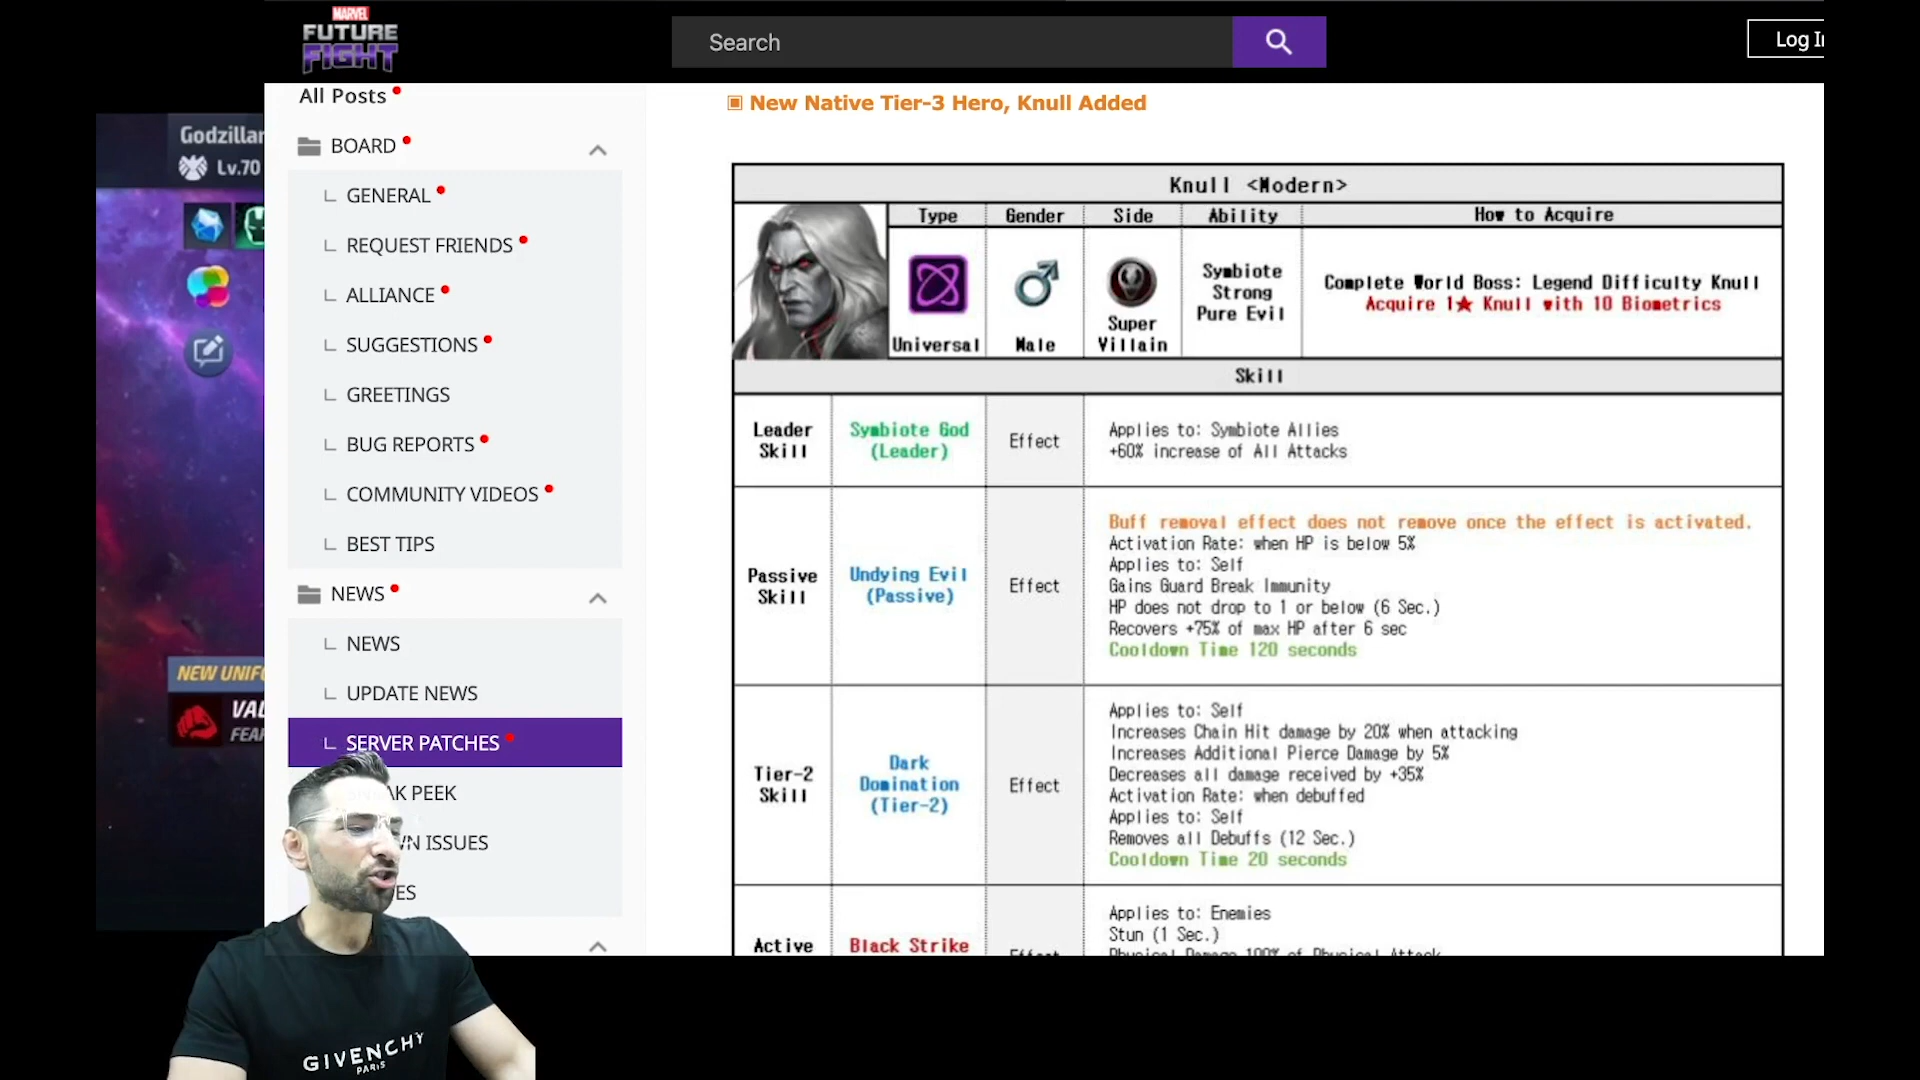 MARVEL
FUTURE
FIGHT
Search
Log I
Godzilla
Lv.70
NEW UNIF
VAL
FEA
All Posts
BOARD
GENERAL
REQUEST FRIENDS
ALLIANCE
SUGGESTIONS
GREETINGS
BUG REPORTS
COMMUNITY VIDEOS
BEST TIPS
NEWS
NEWS
UPDATE NEWS
SERVER PATCHES
AK PEEK
WN ISSUES
ES
GIVENCHY
PARIS
New Native Tier-3 Hero, Knull Added
Knull <Modern>
Type Gender Side Ability How to Acquire
Universal
Male
Super
Villain
Symbiote
Strong
Pure Evil
Complete World Boss: Legend Difficulty Knull
Acquire 1★ Knull with 10 Biometrics
Skill
Leader
Skill
Symbiote God
(Leader)
Effect
Applies to: Symbiote Allies
+60% increase of All Attacks
Passive
Skill
Undying Evil
(Passive)
Effect
Buff removal effect does not remove once the effect is activated.
Activation Rate: when HP is below 5%
Applies to: Self
Gains Guard Break Immunity
HP does not drop to 1 or below (6 Sec.)
Recovers +75% of max HP after 6 sec
Cooldown Time 120 seconds
Tier-2
Skill
Dark
Domination
(Tier-2)
Effect
Applies to: Self
Increases Chain Hit damage by 20% when attacking
Increases Additional Pierce Damage by 5%
Decreases all damage received by +35%
Activation Rate: when debuffed
Applies to: Self
Removes all Debuffs (12 Sec.)
Cooldown Time 20 seconds
Active
Black Strike
Effect
Applies to: Enemies
Stun (1 Sec.)
Physical Damage 100% of Physical Attack